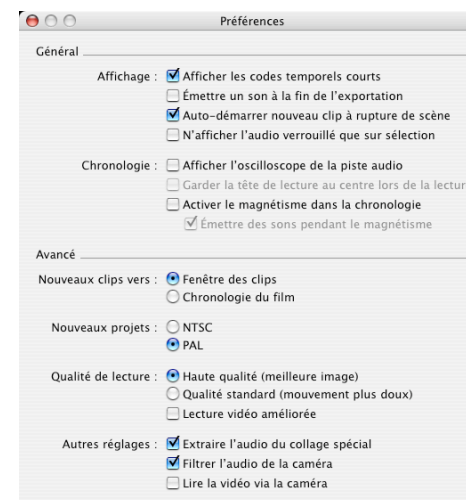 Préférences
Général
Affichage : Afficher les codes temporels courts
Émettre un son à la fin de l'exportation
Auto-démarrer nouveau clip à rupture de scène
N'afficher l'audio verrouillé que sur sélection
Chronologie : Afficher l'oscilloscope de la piste audio
Garder la tête de lecture au centre lors de la lectur
Activer le magnétisme dans la chronologie
Émettre des sons pendant le magnétisme
Avancé
Nouveaux clips vers : Fenêtre des clips
Chronologie du film
Nouveaux projets : NTSC
PAL
Qualité de lecture : Haute qualité (meilleure image)
Qualité standard (mouvement plus doux)
Lecture vidéo améliorée
Autres réglages : Extraire l'audio du collage spécial
Filtrer l'audio de la caméra
Lire la vidéo via la caméra